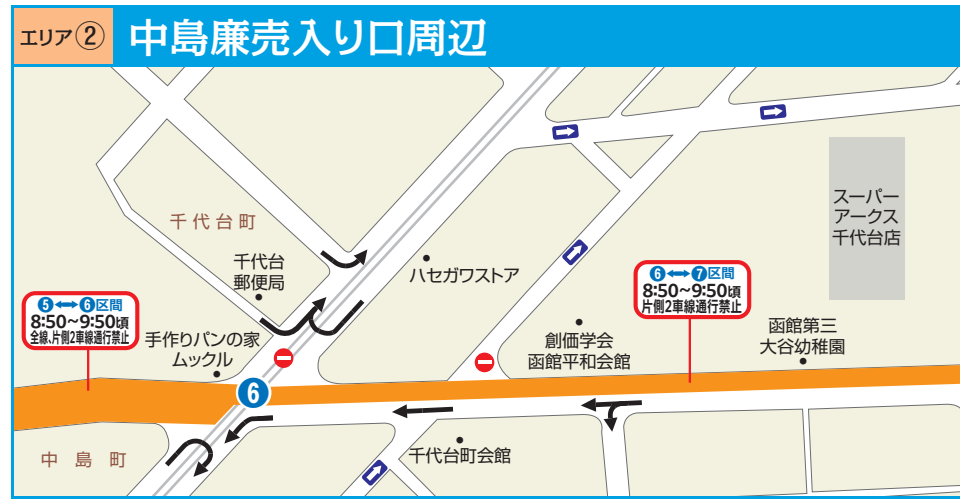 エリア② 中島廉売入り口周辺
千代台町
千代台
郵便局
ハセガワストア
スーパー
アークス
千代台店
❺⟷❻区間
8:50~9:50頃
全線、片側2車線通行禁止
手作りパンの家
ムックル
❻⟷❼区間
8:50~9:50頃
片側2車線通行禁止
創価学会
函館平和会館
函館第三
大谷幼稚園
❻
千代台町会館
中島町